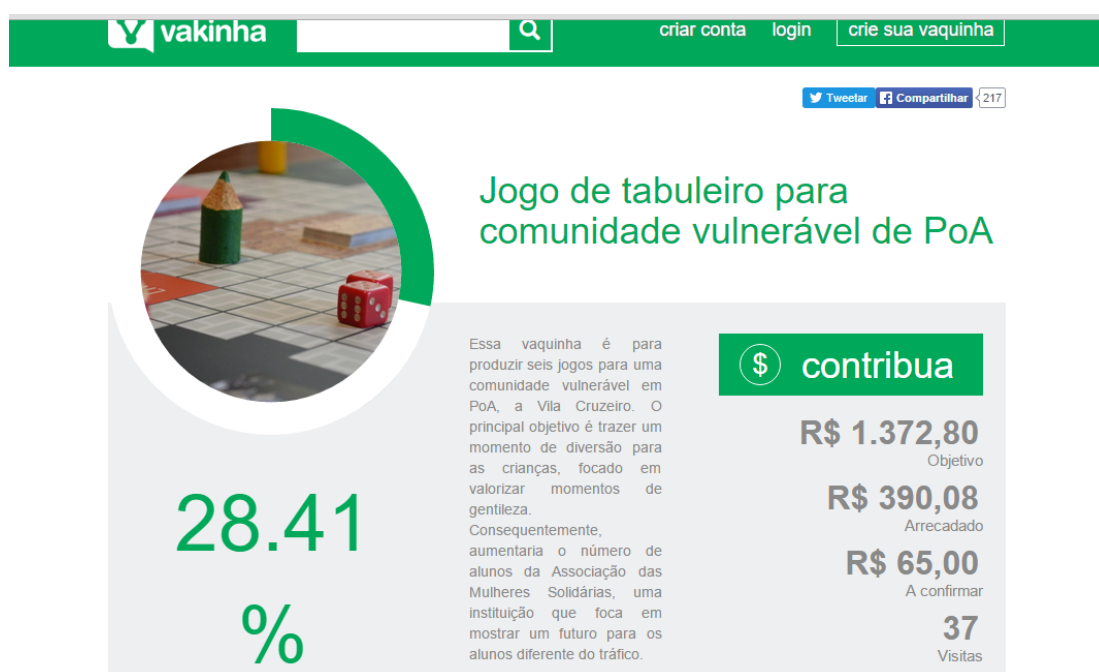 vakinha
criar conta
login
crie sua vaquinha
Tweetar
Compartilhar
217
Jogo de tabuleiro para
comunidade vulnerável de PoA
28.41
%
Essa vaquinha é para
produzir seis jogos para uma
comunidade vulnerável em
PoA, a Vila Cruzeiro. O
principal objetivo é trazer um
momento de diversão para
as crianças, focado em
valorizar momentos de
gentileza.
Consequentemente,
aumentaria o número de
alunos da Associação das
Mulheres Solidárias, uma
instituição que foca em
mostrar um futuro para os
alunos diferente do tráfico.
$ contribua
R$ 1.372,80
Objetivo
R$ 390,08
Arrecadado
R$ 65,00
A confirmar
37
Visitas